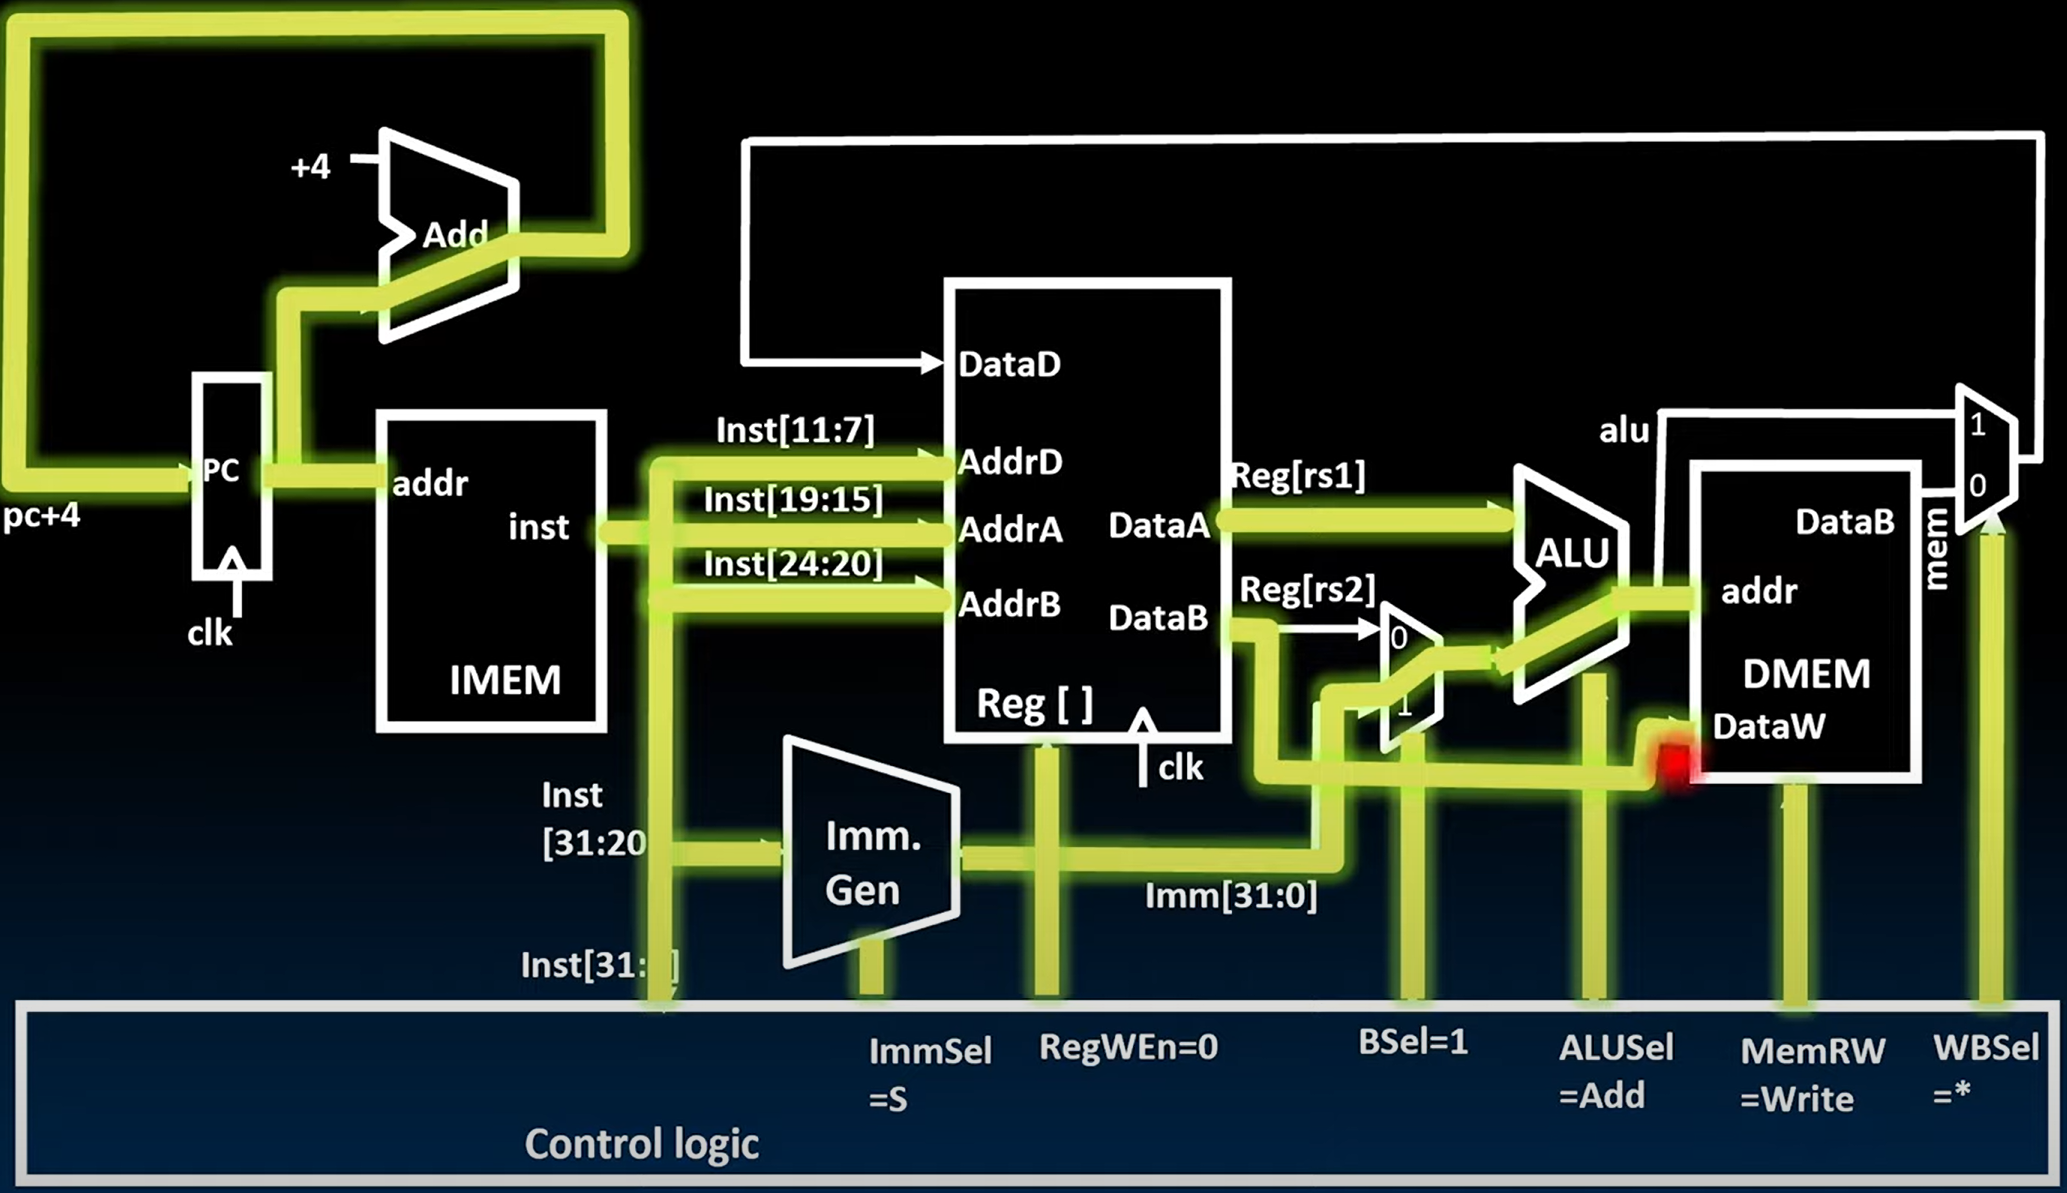 +4
Add
DataD
Inst[11:7]
alu
1
PC
AddrD
Reg[rs1]
addr
Inst[19:15]
0
pc+4
inst
AddrA
DataA
DataB
Inst[24:20]
ALU
mem
Reg[rs2]
addr
AddrB
DataB
0
clk
IMEM
DMEM
Reg [ ]
1
DataW
clk
Inst
[31:20
Imm.
Gen
Imm[31:0]
Inst[31: ]
ImmSel
=S
RegWEn=0
BSel=1
ALUSel
=Add
MemRW
=Write
WBSel
=*
Control logic